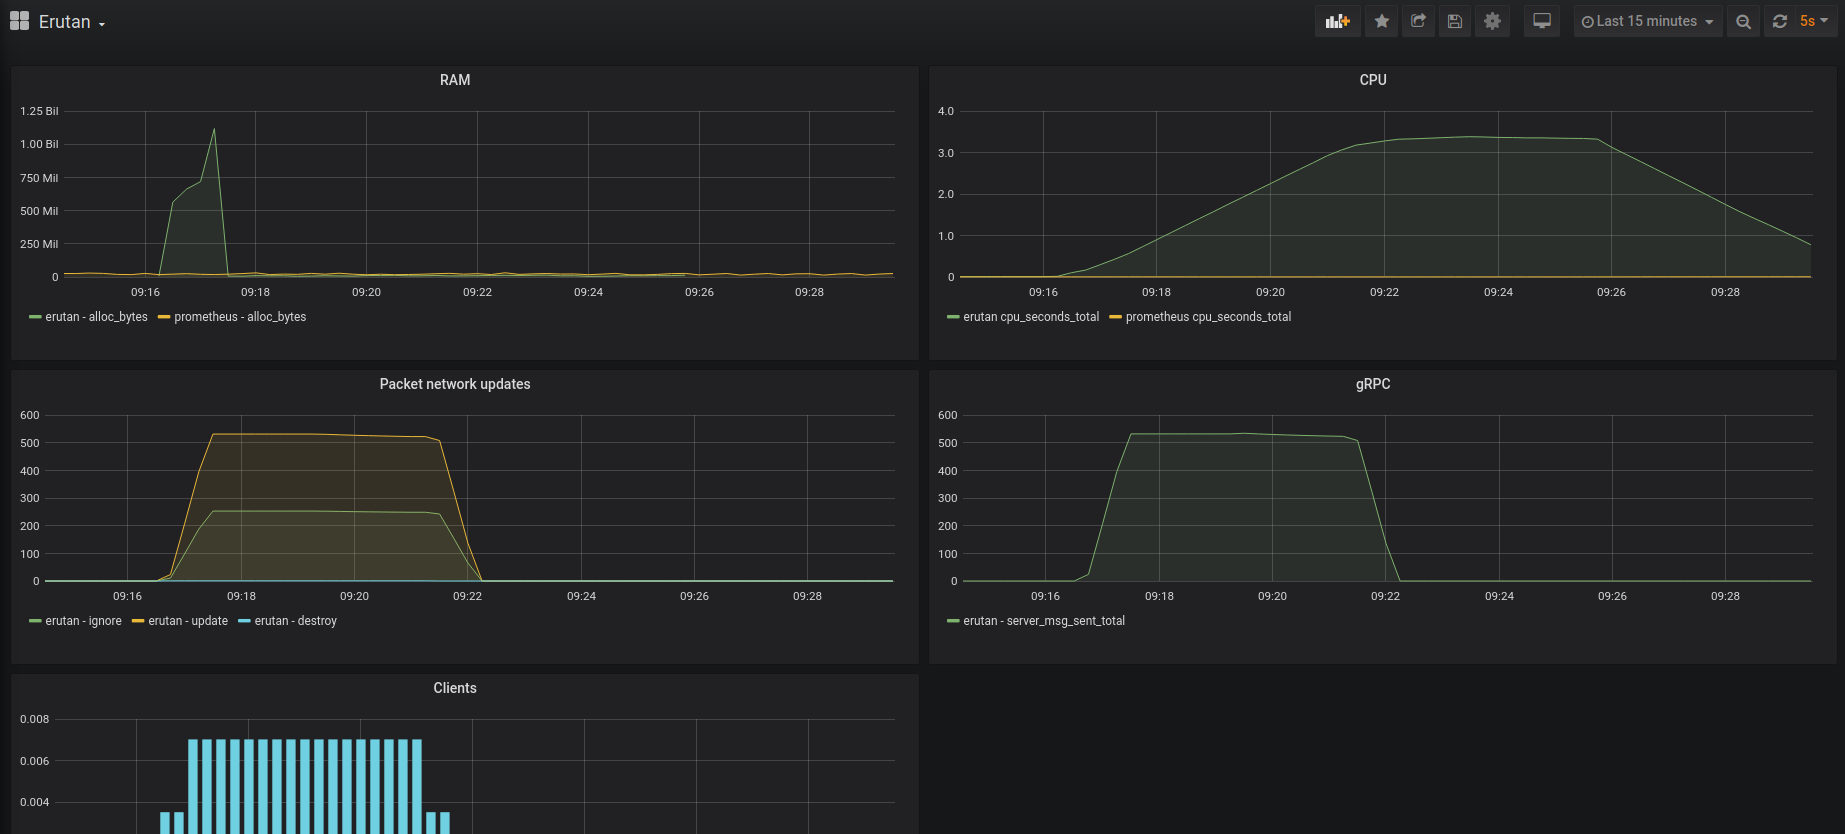 Erutan
Last 15 minutes
5s
RAM
1.25 Bil
1.00 Bil
750 Mil
500 Mil
250 Mil
0
09:16 09:18 09:20 09:22 09:24 09:26 09:28
erutan - alloc_bytes prometheus - alloc_bytes
CPU
4.0
3.0
2.0
1.0
0
09:16 09:18 09:20 09:22 09:24 09:26 09:28
erutan cpu_seconds_total prometheus cpu_seconds_total
Packet network updates
600
500
400
300
200
100
0
09:16 09:18 09:20 09:22 09:24 09:26 09:28
erutan - ignore erutan - update erutan - destroy
gRPC
600
500
400
300
200
100
0
09:16 09:18 09:20 09:22 09:24 09:26 09:28
erutan - server_msg_sent_total
Clients
0.008
0.006
0.004